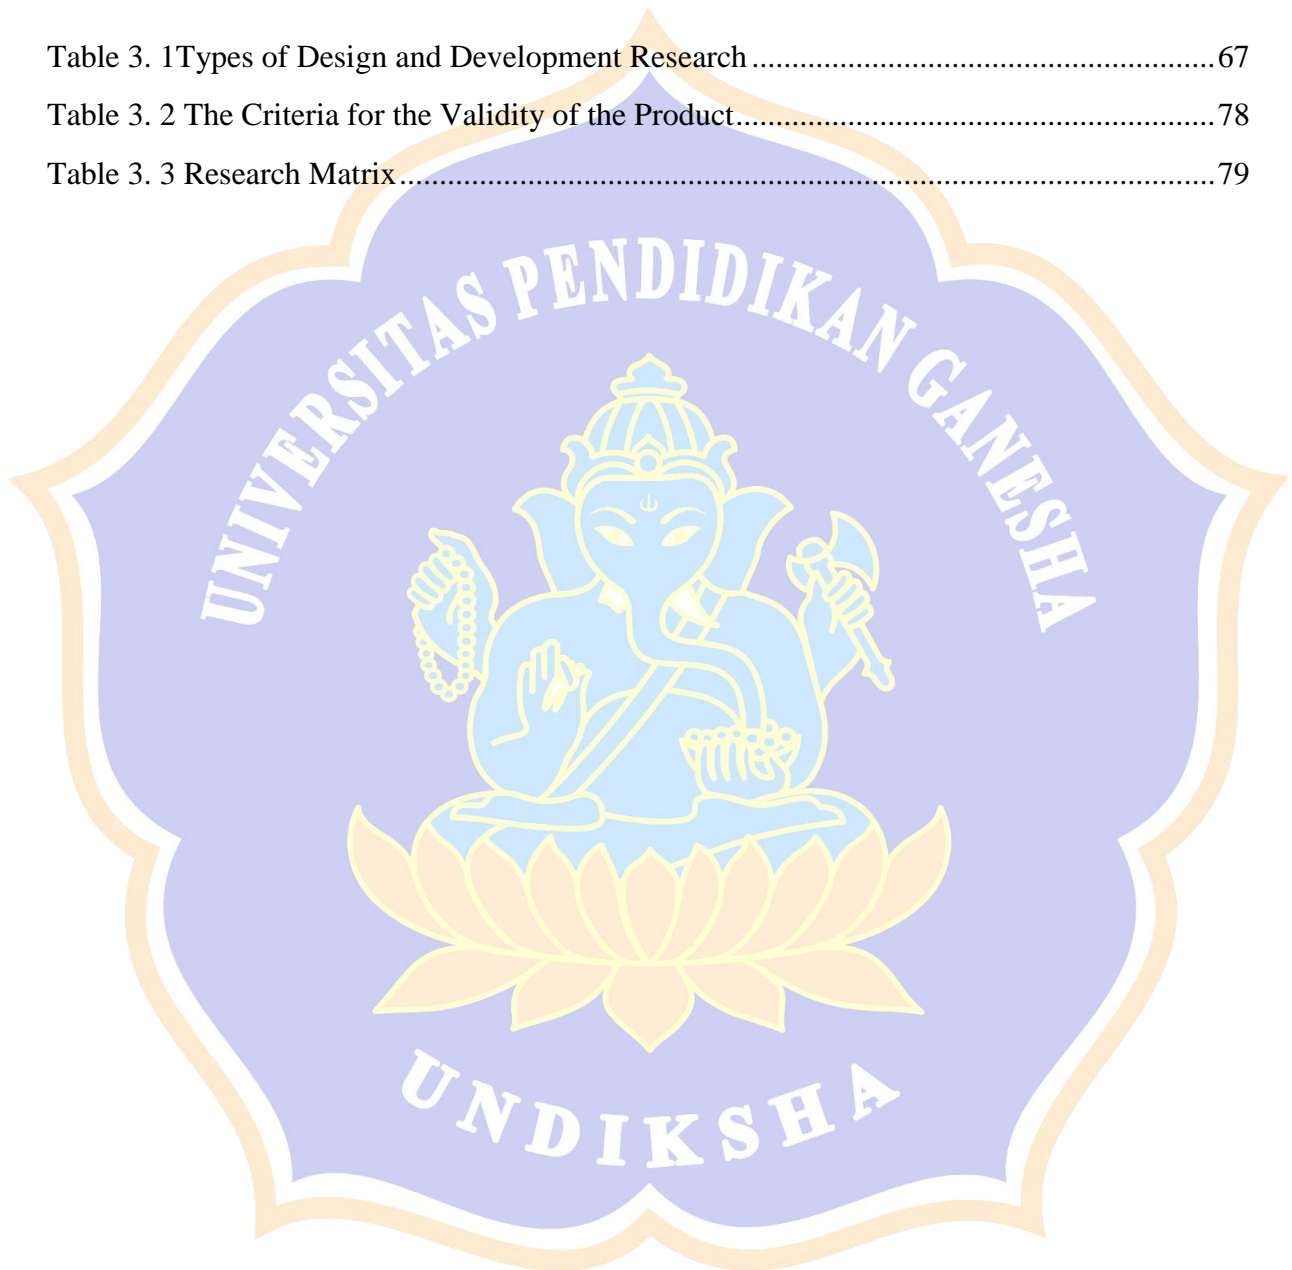 Table 3. 1Types of Design and Development Research ............................................................ 67
Table 3. 2 The Criteria for the Validity of the Product.............................................................. 78
Table 3. 3 Research Matrix........................................................................................................ 79
UNIVERSITAS PENDIDIKAN GANESHA
UNDIKSHA